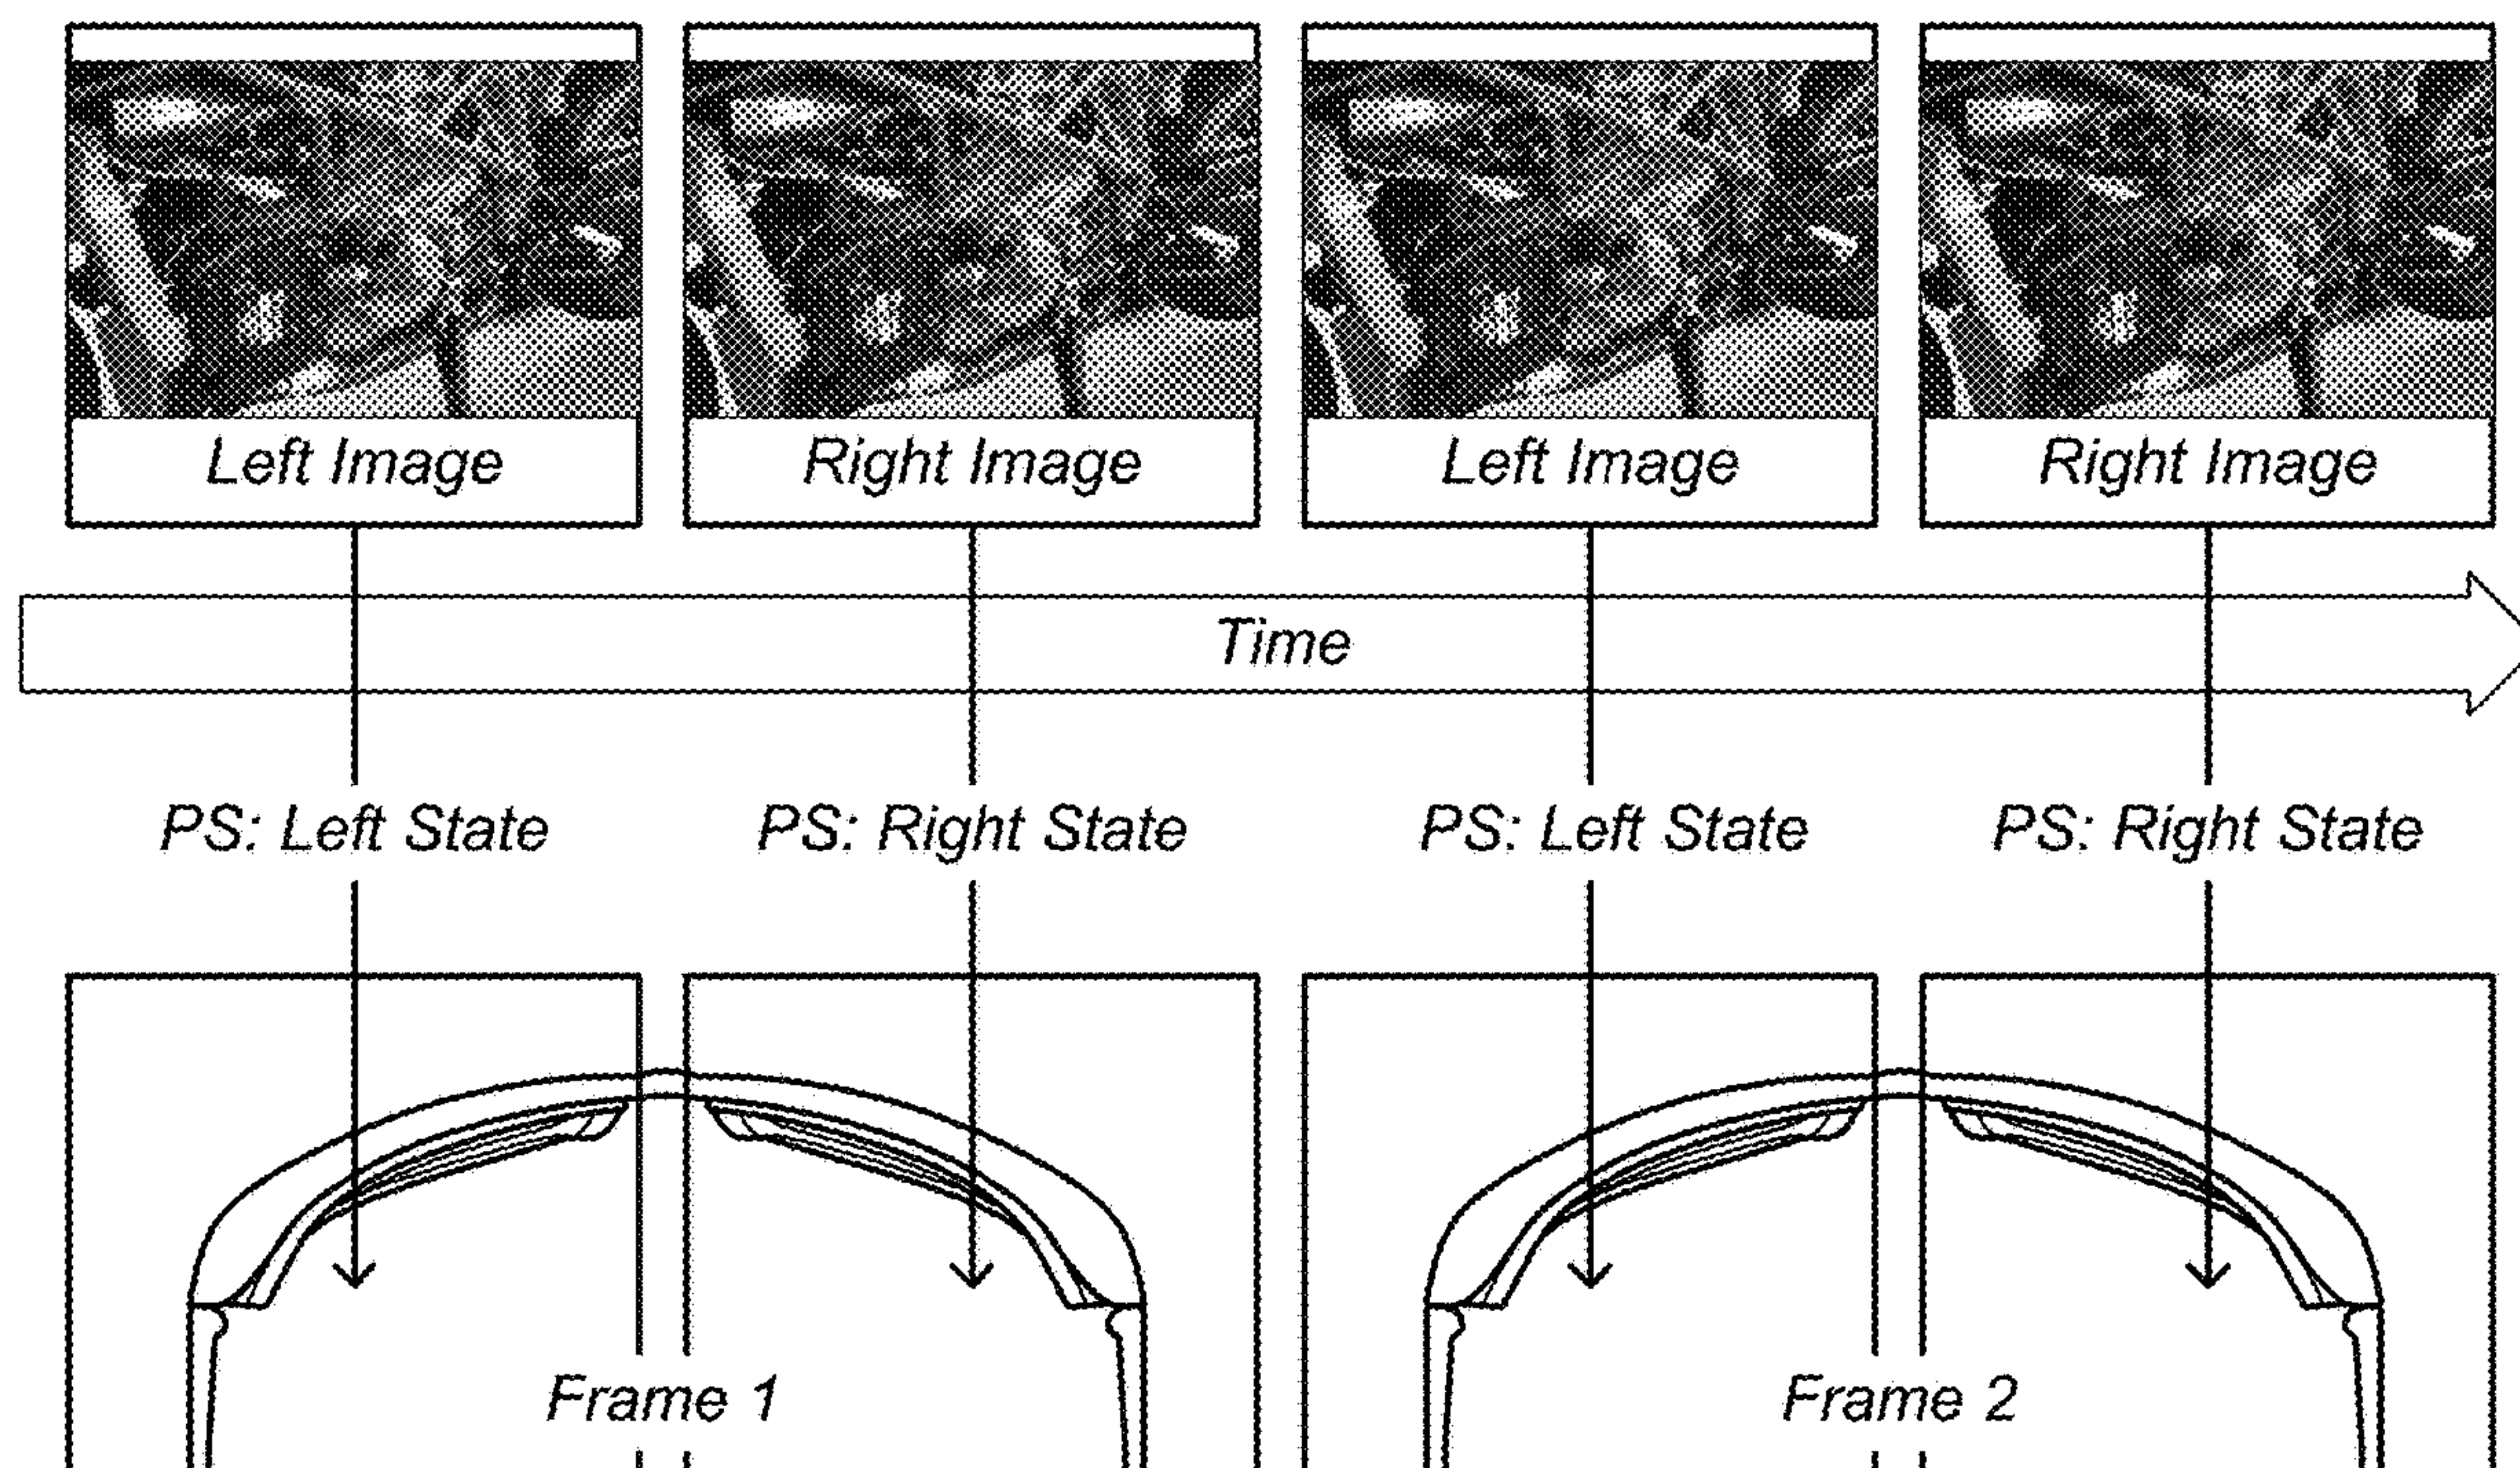 Left Image
Right Image
Left Image
Right Image
Time
PS: Left State
PS: Right State
PS: Left State
PS: Right State
Frame 1
Frame 2